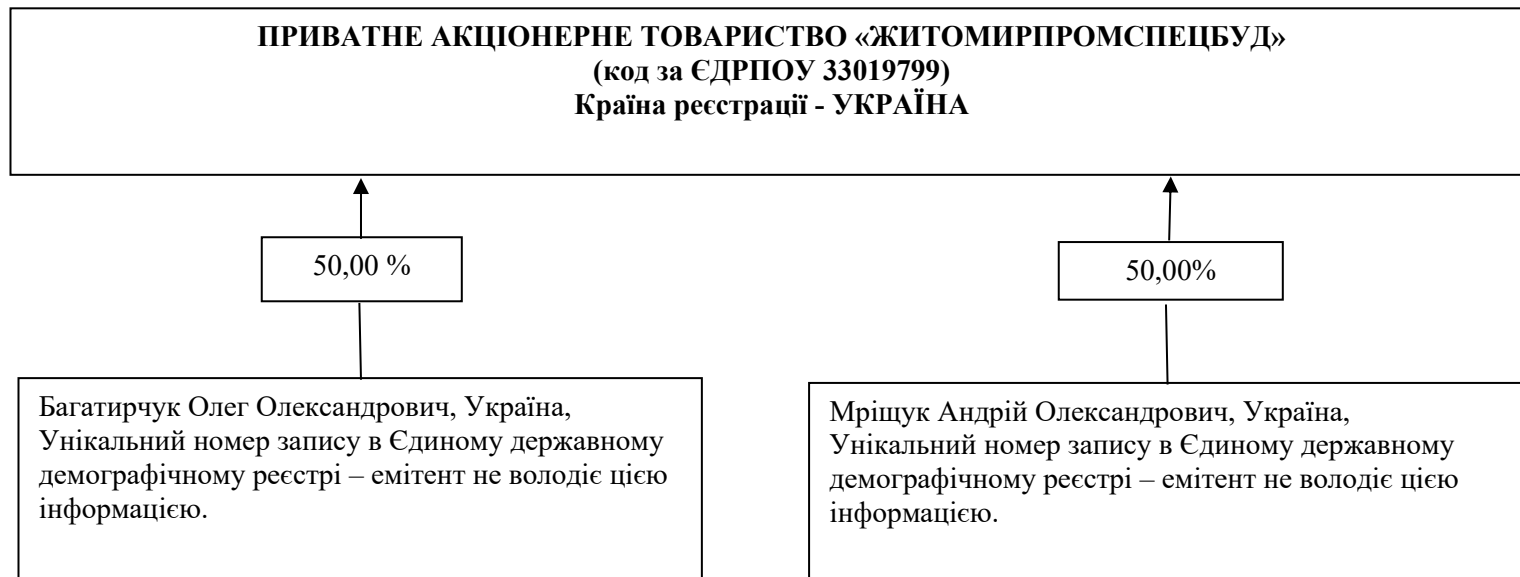 ПРИВАТНЕ АКЦІОНЕРНЕ ТОВАРИСТВО «ЖИТОМИРПРОМСПЕЦБУД»
(код за ЄДРПОУ 33019799)
Країна реєстрації - УКРАЇНА
50,00 %
50,00%
Багатирчук Олег Олександрович, Україна,
Унікальний номер запису в Єдиному державному
демографічному реєстрі – емітент не володіє цією
інформацією.
Мріщук Андрій Олександрович, Україна,
Унікальний номер запису в Єдиному державному
демографічному реєстрі – емітент не володіє цією
інформацією.